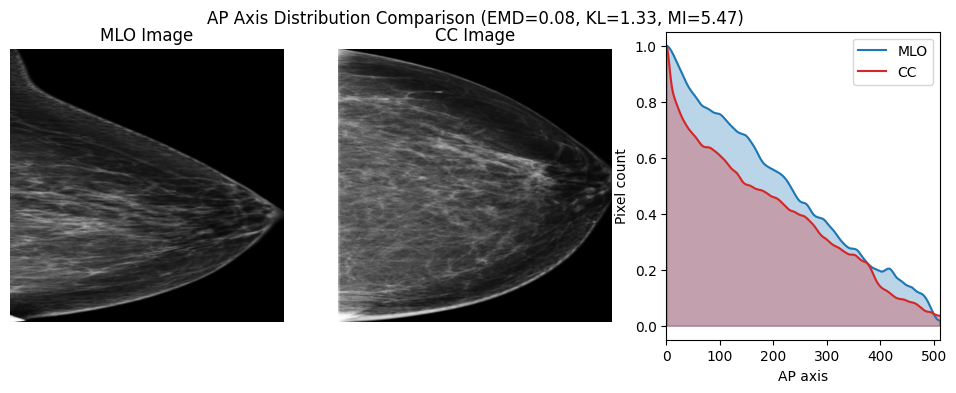 AP Axis Distribution Comparison (EMD=0.08, KL=1.33, MI=5.47)
MLO Image
CC Image
MLO
CC
Pixel count
1.0
0.8
0.6
0.4
0.2
0.0
0 100 200 300 400 500
AP axis